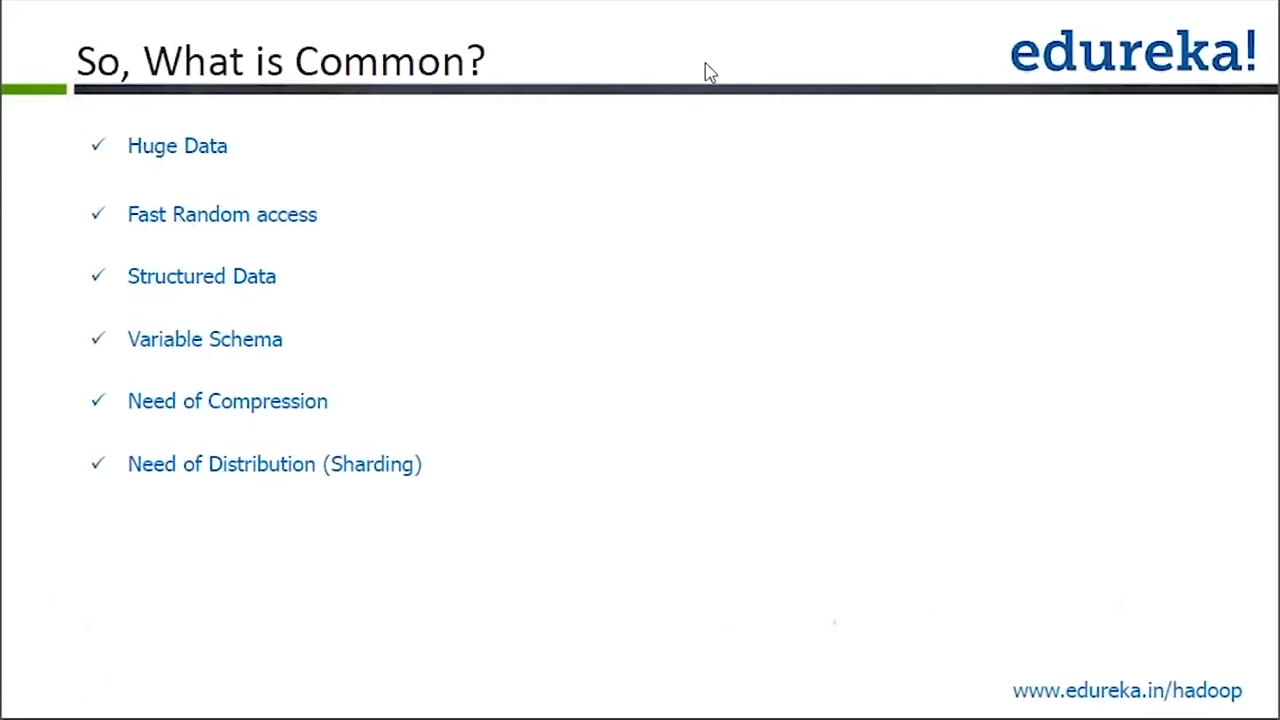 So, What is Common?
edureka!
Huge Data
Fast Random access
Structured Data
Variable Schema
Need of Compression
Need of Distribution (Sharding)
www.edureka.in/hadoop